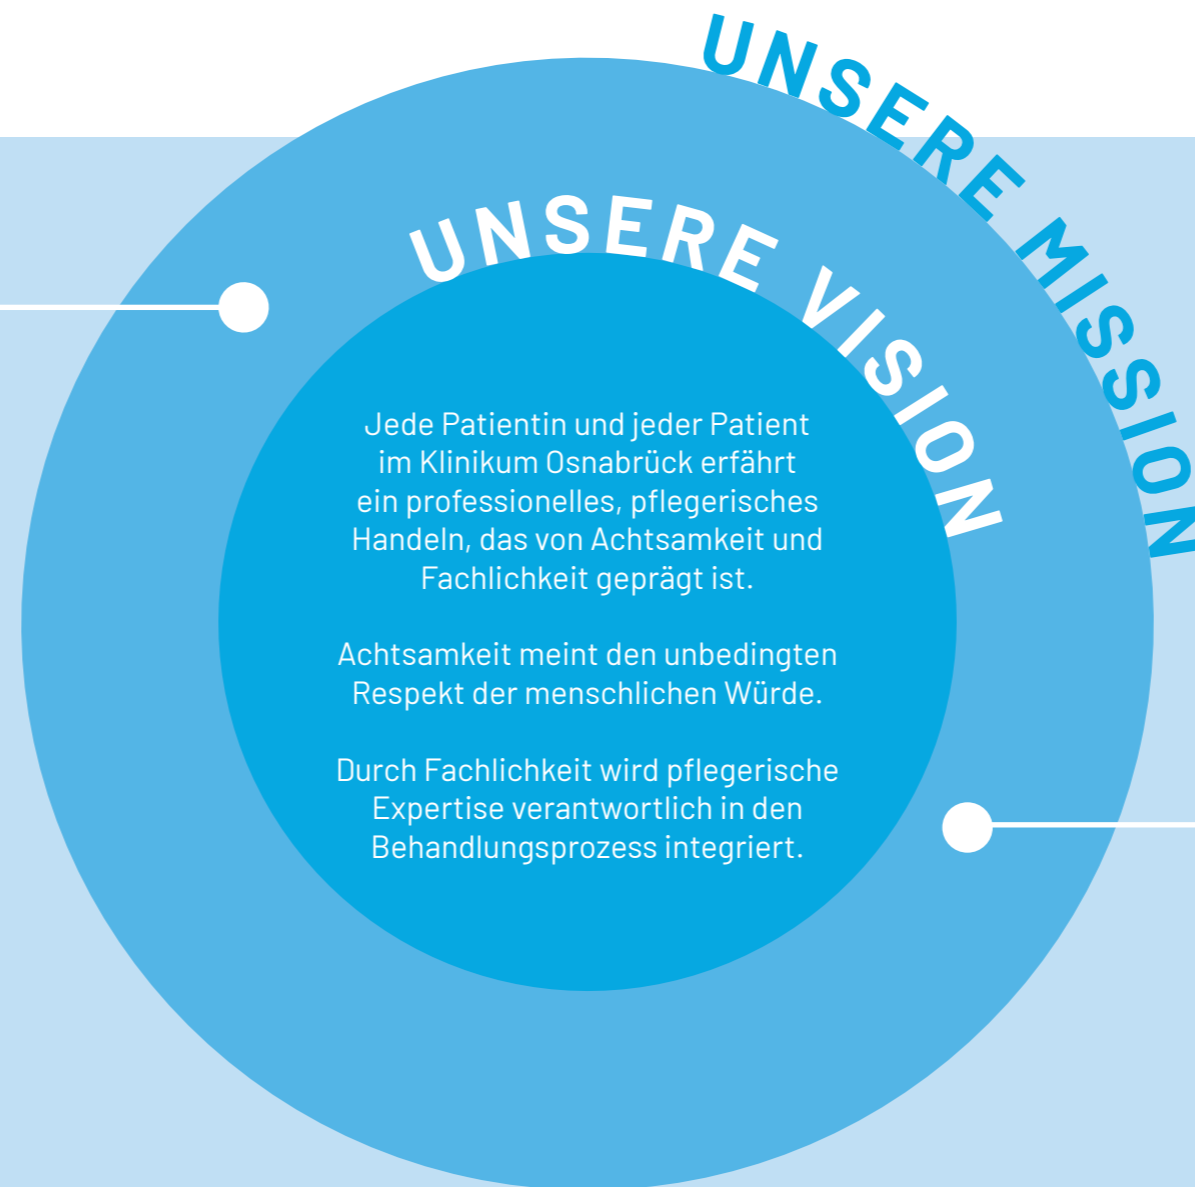 UNSERE MISSION
UNSERE VISION
Jede Patientin und jeder Patient
im Klinikum Osnabrück erfährt
ein professionelles, pflegerisches
Handeln, das von Achtsamkeit und
Fachlichkeit geprägt ist.
Achtsamkeit meint den unbedingten
Respekt der menschlichen Würde.
Durch Fachlichkeit wird pflegerische
Expertise verantwortlich in den
Behandlungsprozess integriert.